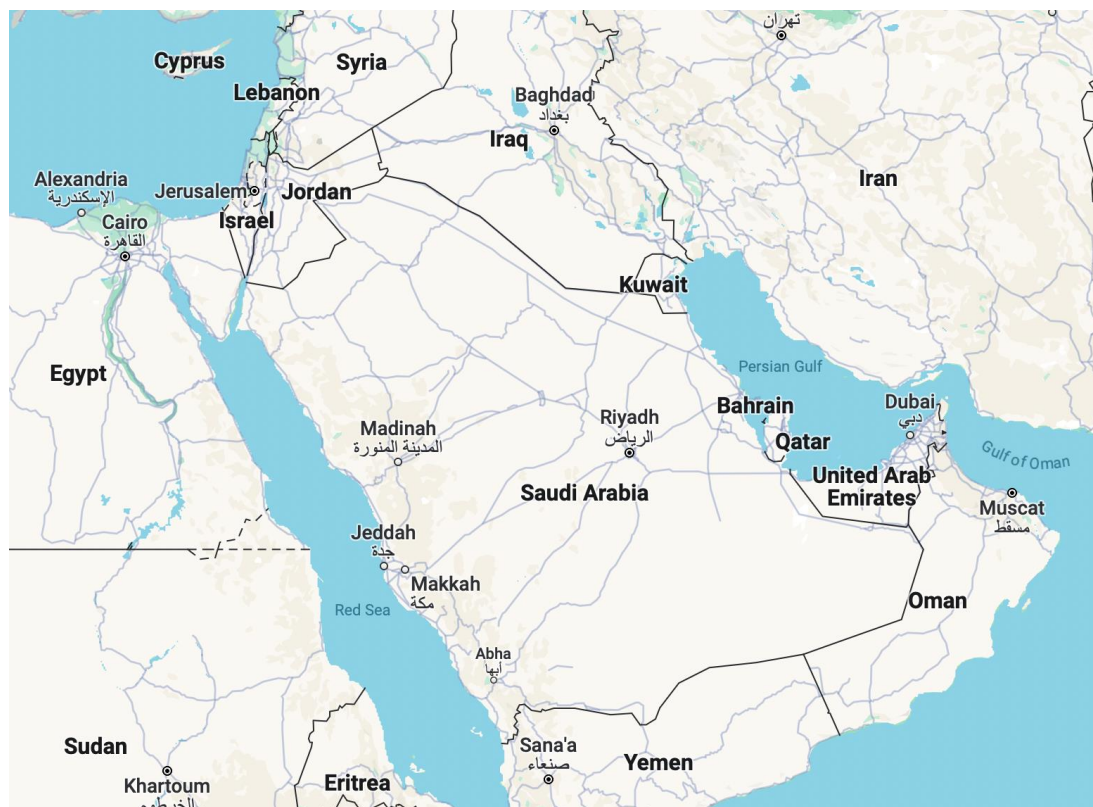 تهران
Cyprus
Syria
Lebanon
Baghdad
بغداد
Iraq
Alexandria
الإسكندرية
Jerusalem
Jordan
Iran
Cairo
القاهرة
Israel
Kuwait
Egypt
Persian Gulf
Bahrain
Dubai
دبي
Riyadh
الرياض
Madinah
المدينة المنورة
Qatar
Gulf of Oman
United Arab
Emirates
Saudi Arabia
Muscat
مسقط
Jeddah
جدة
Makkah
مكة
Red Sea
Oman
Abha
أبها
Sudan
Sana'a
صنعاء
Yemen
Khartoum
الخرطوم
Eritrea